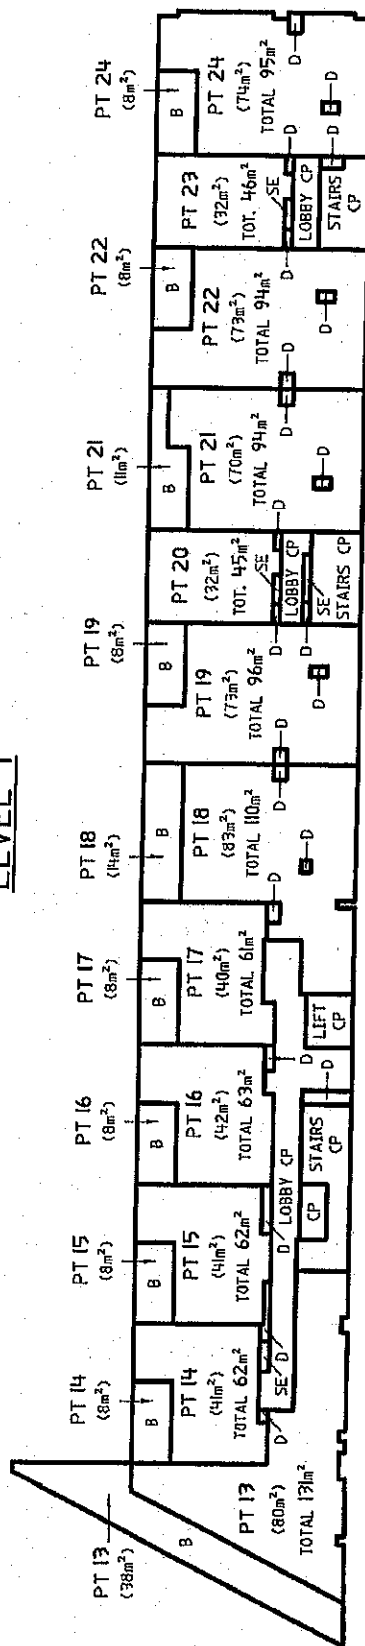 LEVEL 1
PT 13
(38m²)
B
PT 13
(80m²)
TOTAL 131m²
PT 14
(8m²)
B
PT 14
(41m²)
TOTAL 62m²
D
SE
D
PT 15
(8m²)
B
PT 15
(41m²)
TOTAL 62m²
D
LOBBY CP
CP
STAIRS
CP
PT 16
(8m²)
B
PT 16
(42m²)
TOTAL 63m²
D
D
LIFT
CP
PT 17
(8m²)
B
PT 17
(40m²)
TOTAL 61m²
D
PT 18
(14m²)
B
PT 18
(83m²)
TOTAL 110m²
D
D
PT 19
(8m²)
B
PT 19
(73m²)
TOTAL 96m²
D
D
PT 20
(32m²)
TOT. 45m²
SE
D
D
D
LOBBY CP
SE
STAIRS CP
PT 21
(11m²)
B
PT 21
(70m²)
TOTAL 94m²
D
D
PT 22
(8m²)
B
PT 22
(73m²)
TOTAL 94m²
D
D
PT 23
(32m²)
TOT. 46m²
SE
D
D
LOBBY CP
STAIRS
CP
D
PT 24
(8m²)
B
PT 24
(74m²)
TOTAL 95m²
D
D